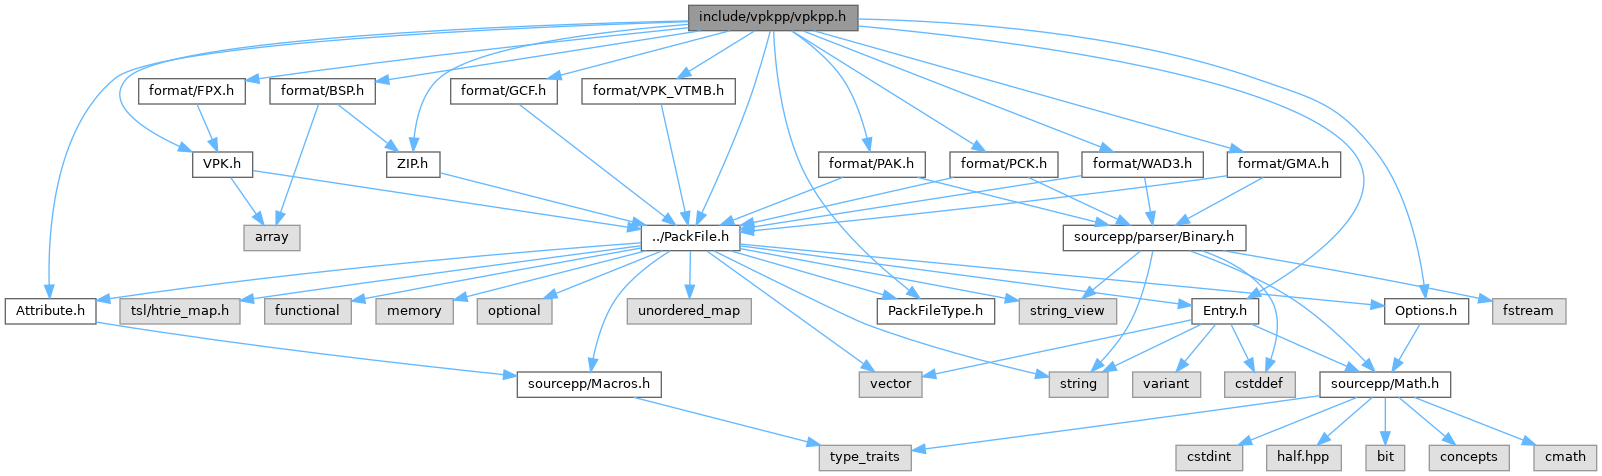 include/vpkpp/vpkpp.h
format/FPX.h
format/BSP.h
format/GCF.h
format/VPK_VTMB.h
VPK.h
ZIP.h
format/PAK.h
format/PCK.h
format/WAD3.h
format/GMA.h
array
../PackFile.h
sourcepp/parser/Binary.h
Attribute.h
tsl/htrie_map.h
functional
memory
optional
unordered_map
PackFileType.h
string_view
Entry.h
Options.h
fstream
sourcepp/Macros.h
vector
string
variant
cstddef
sourcepp/Math.h
type_traits
cstdint
half.hpp
bit
concepts
cmath